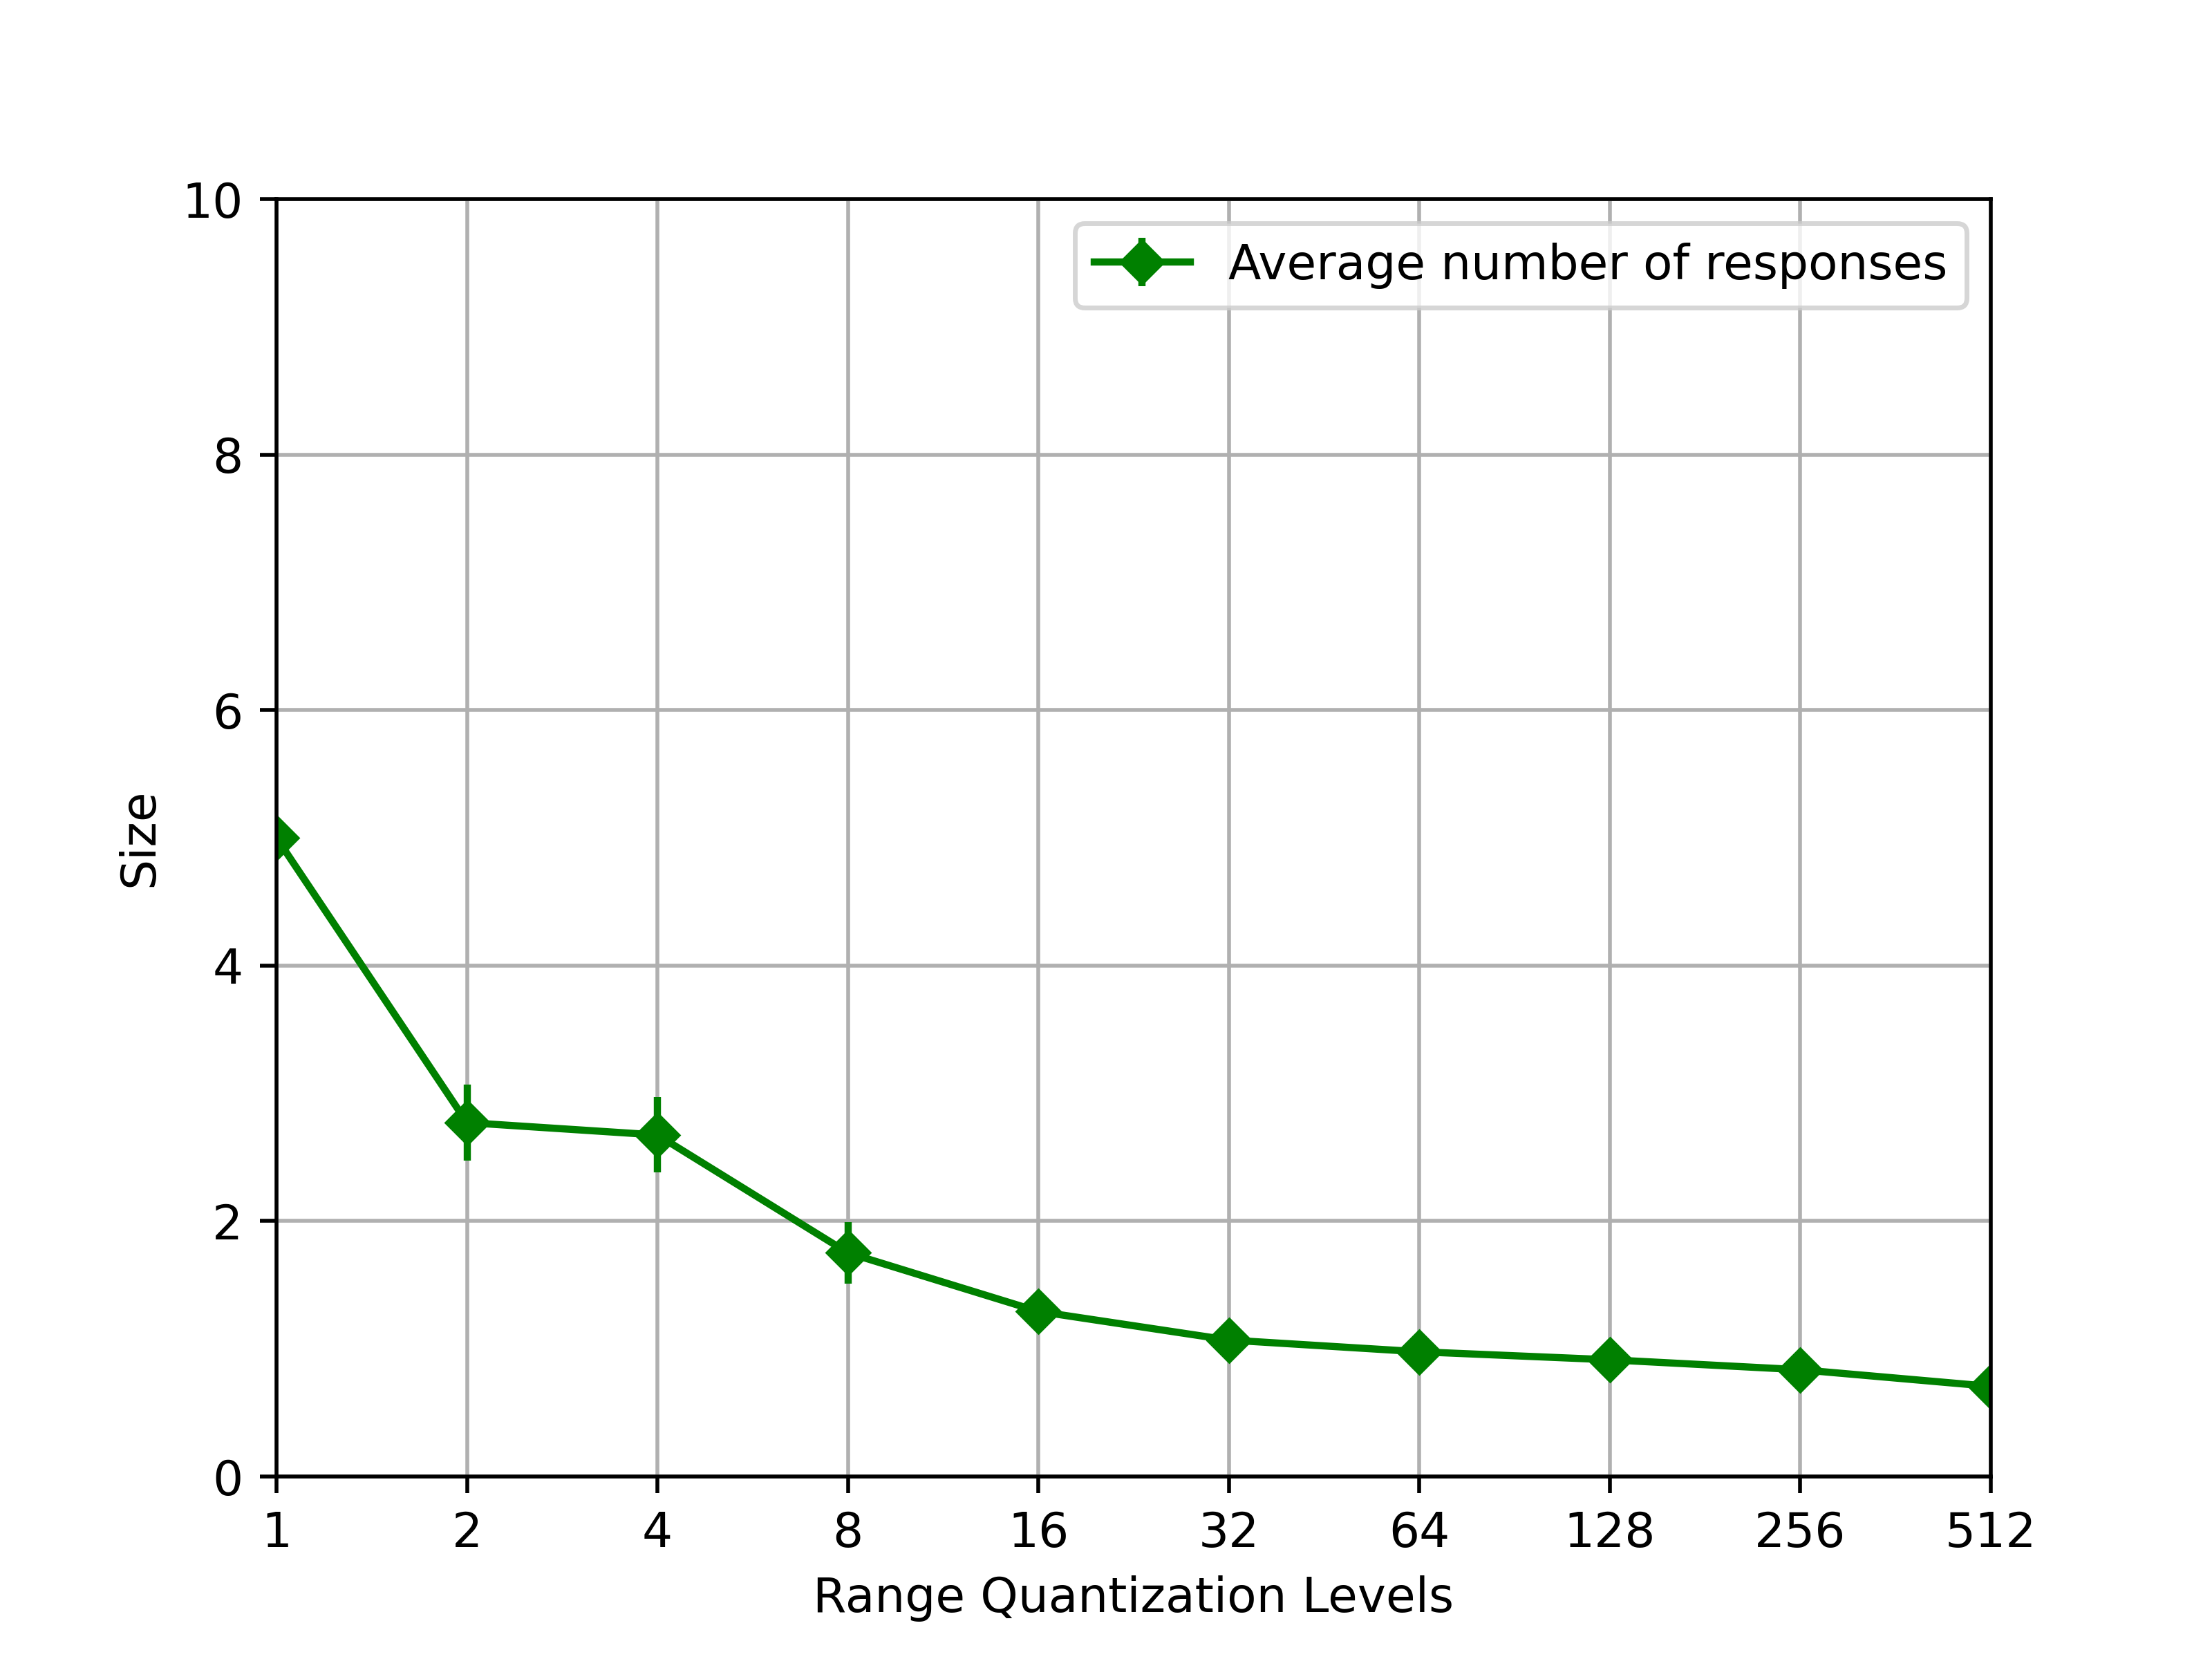 Average number of responses
10
8
6
4
2
0
Size
1 2 4 8 16 32 64 128 256 512
Range Quantization Levels